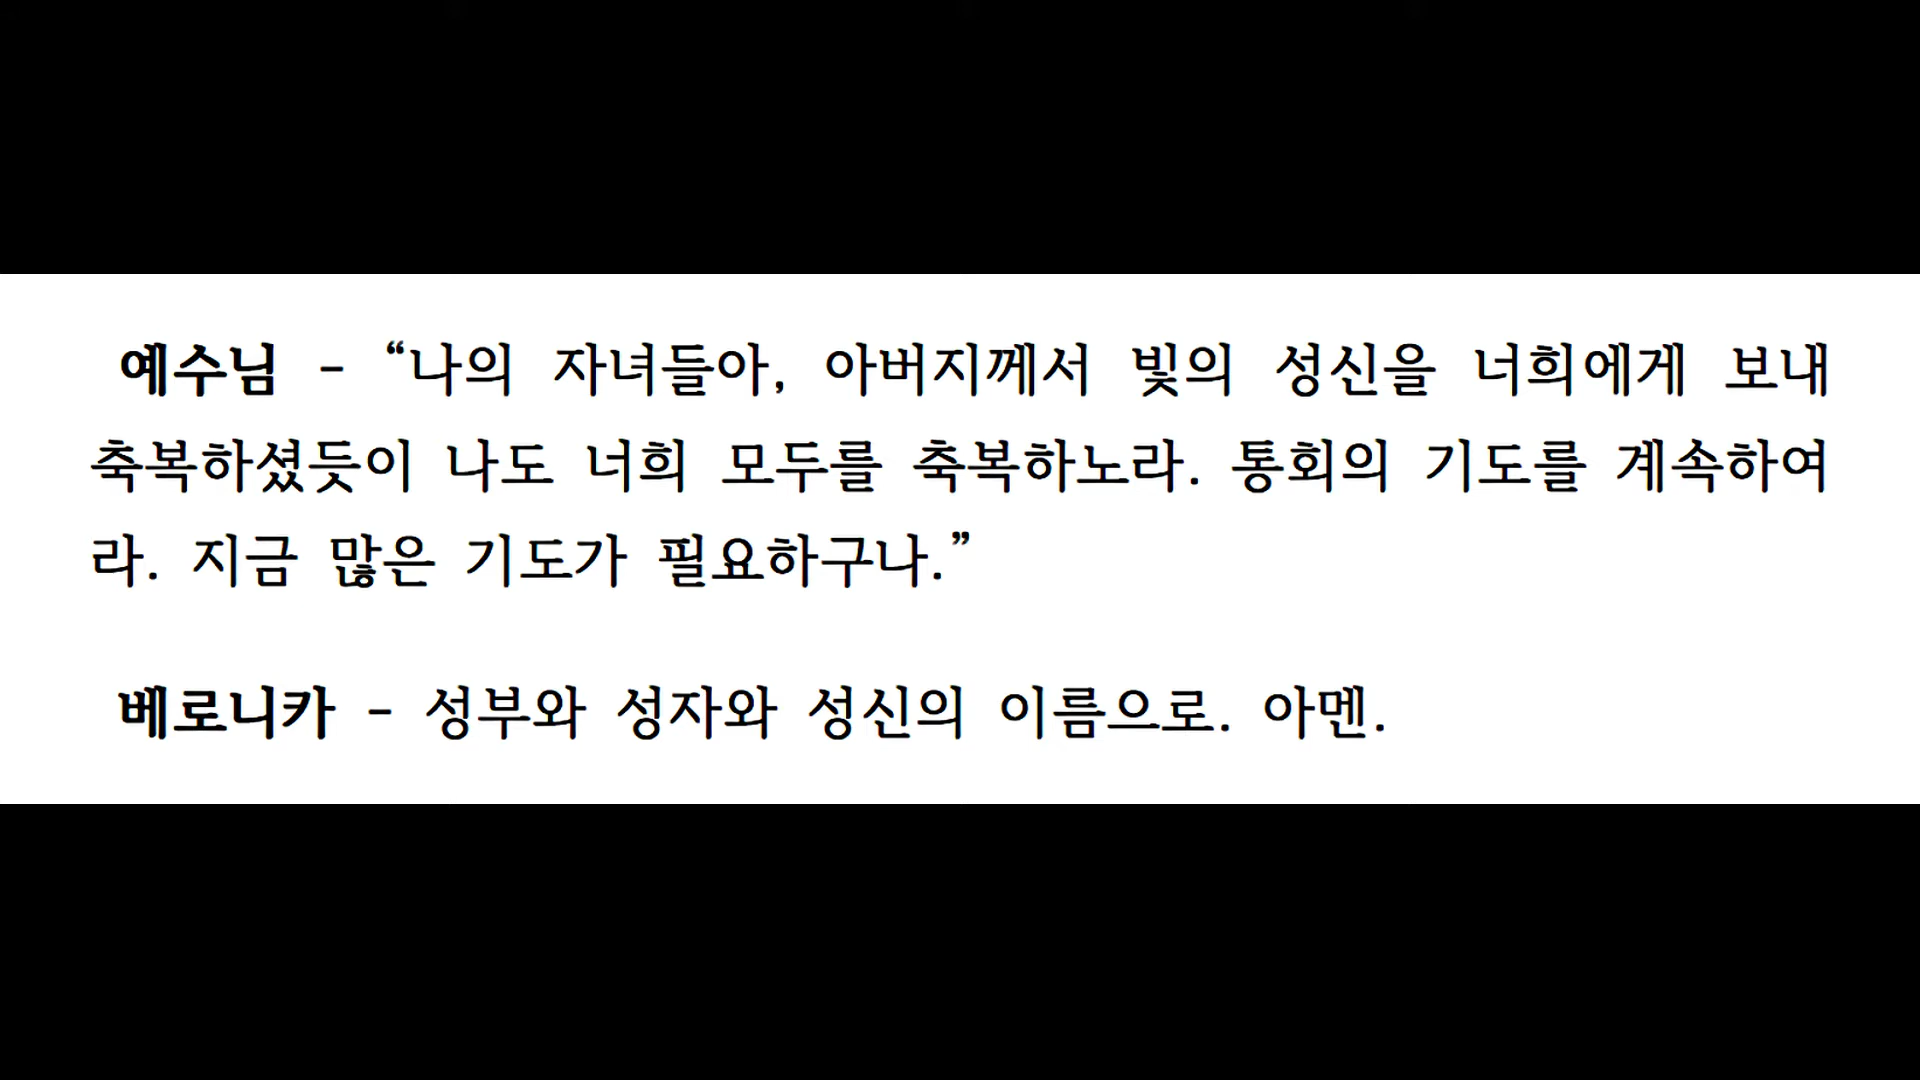 예수님 - “나의 자녀들아, 아버지께서 빛의 성신을 너희에게 보내
축복하셨듯이 나도 너희 모두를 축복하노라. 통회의 기도를 계속하여
라. 지금 많은 기도가 필요하구나.”
베로니카 - 성부와 성자와 성신의 이름으로. 아멘.